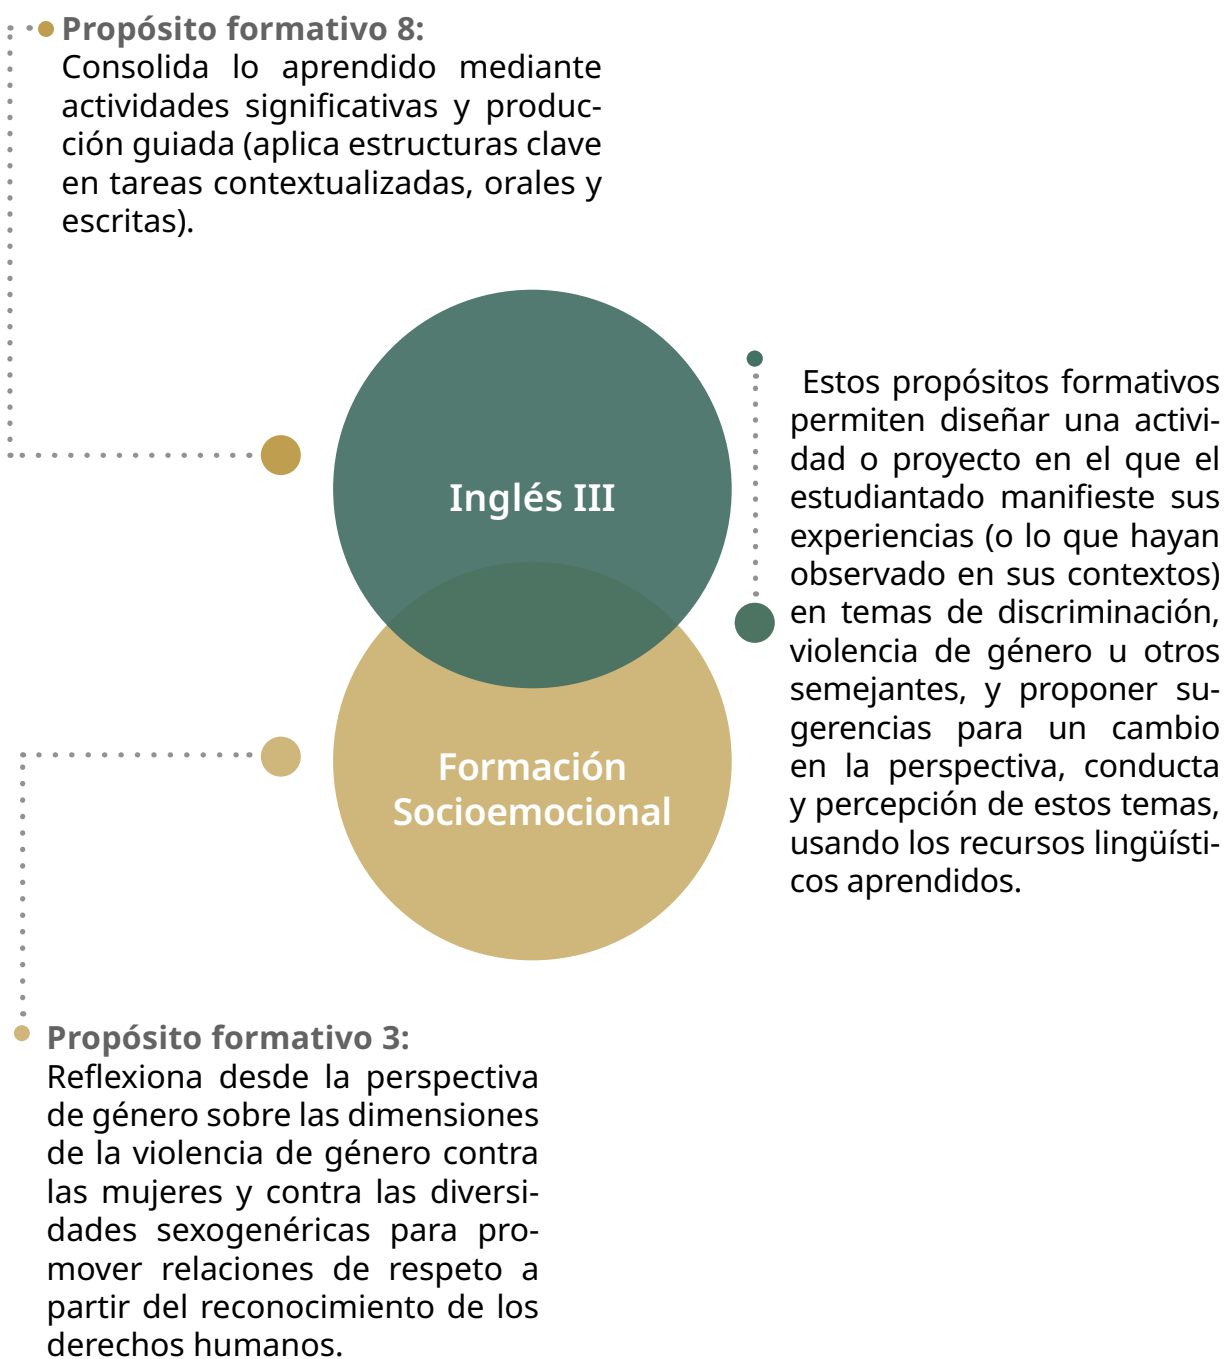 Propósito formativo 8:
Consolida lo aprendido mediante
actividades significativas y produc-
ción guiada (aplica estructuras clave
en tareas contextualizadas, orales y
escritas).
Inglés III
Formación
Socioemocional
Estos propósitos formativos
permiten diseñar una activi-
dad o proyecto en el que el
estudiantado manifieste sus
experiencias (o lo que hayan
observado en sus contextos)
en temas de discriminación,
violencia de género u otros
semejantes, y proponer su-
gerencias para un cambio
en la perspectiva, conducta
y percepción de estos temas,
usando los recursos lingüísti-
cos aprendidos.
Propósito formativo 3:
Reflexiona desde la perspectiva
de género sobre las dimensiones
de la violencia de género contra
las mujeres y contra las diversi-
dades sexogenéricas para pro-
mover relaciones de respeto a
partir del reconocimiento de los
derechos humanos.